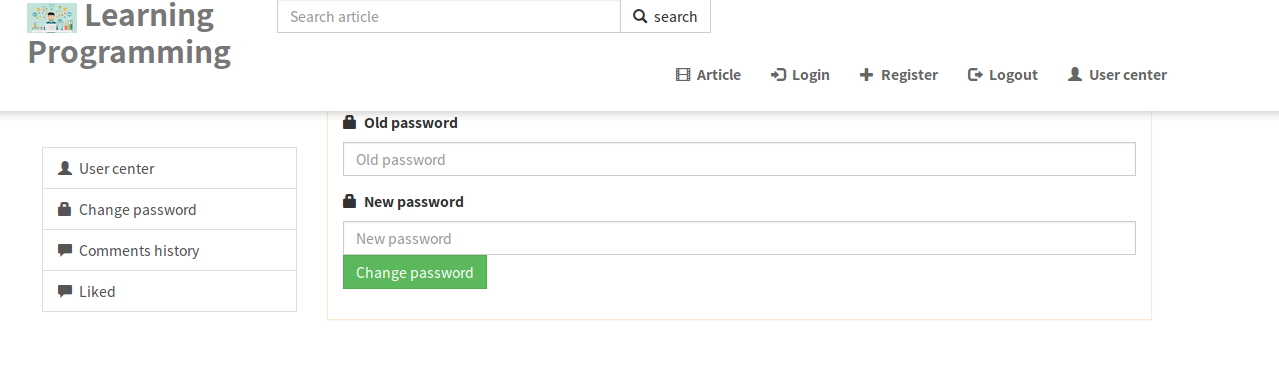 Learning
Programming
Search article
search
Article
Login
Register
Logout
User center
User center
Change password
Comments history
Liked
Old password
Old password
New password
New password
Change password